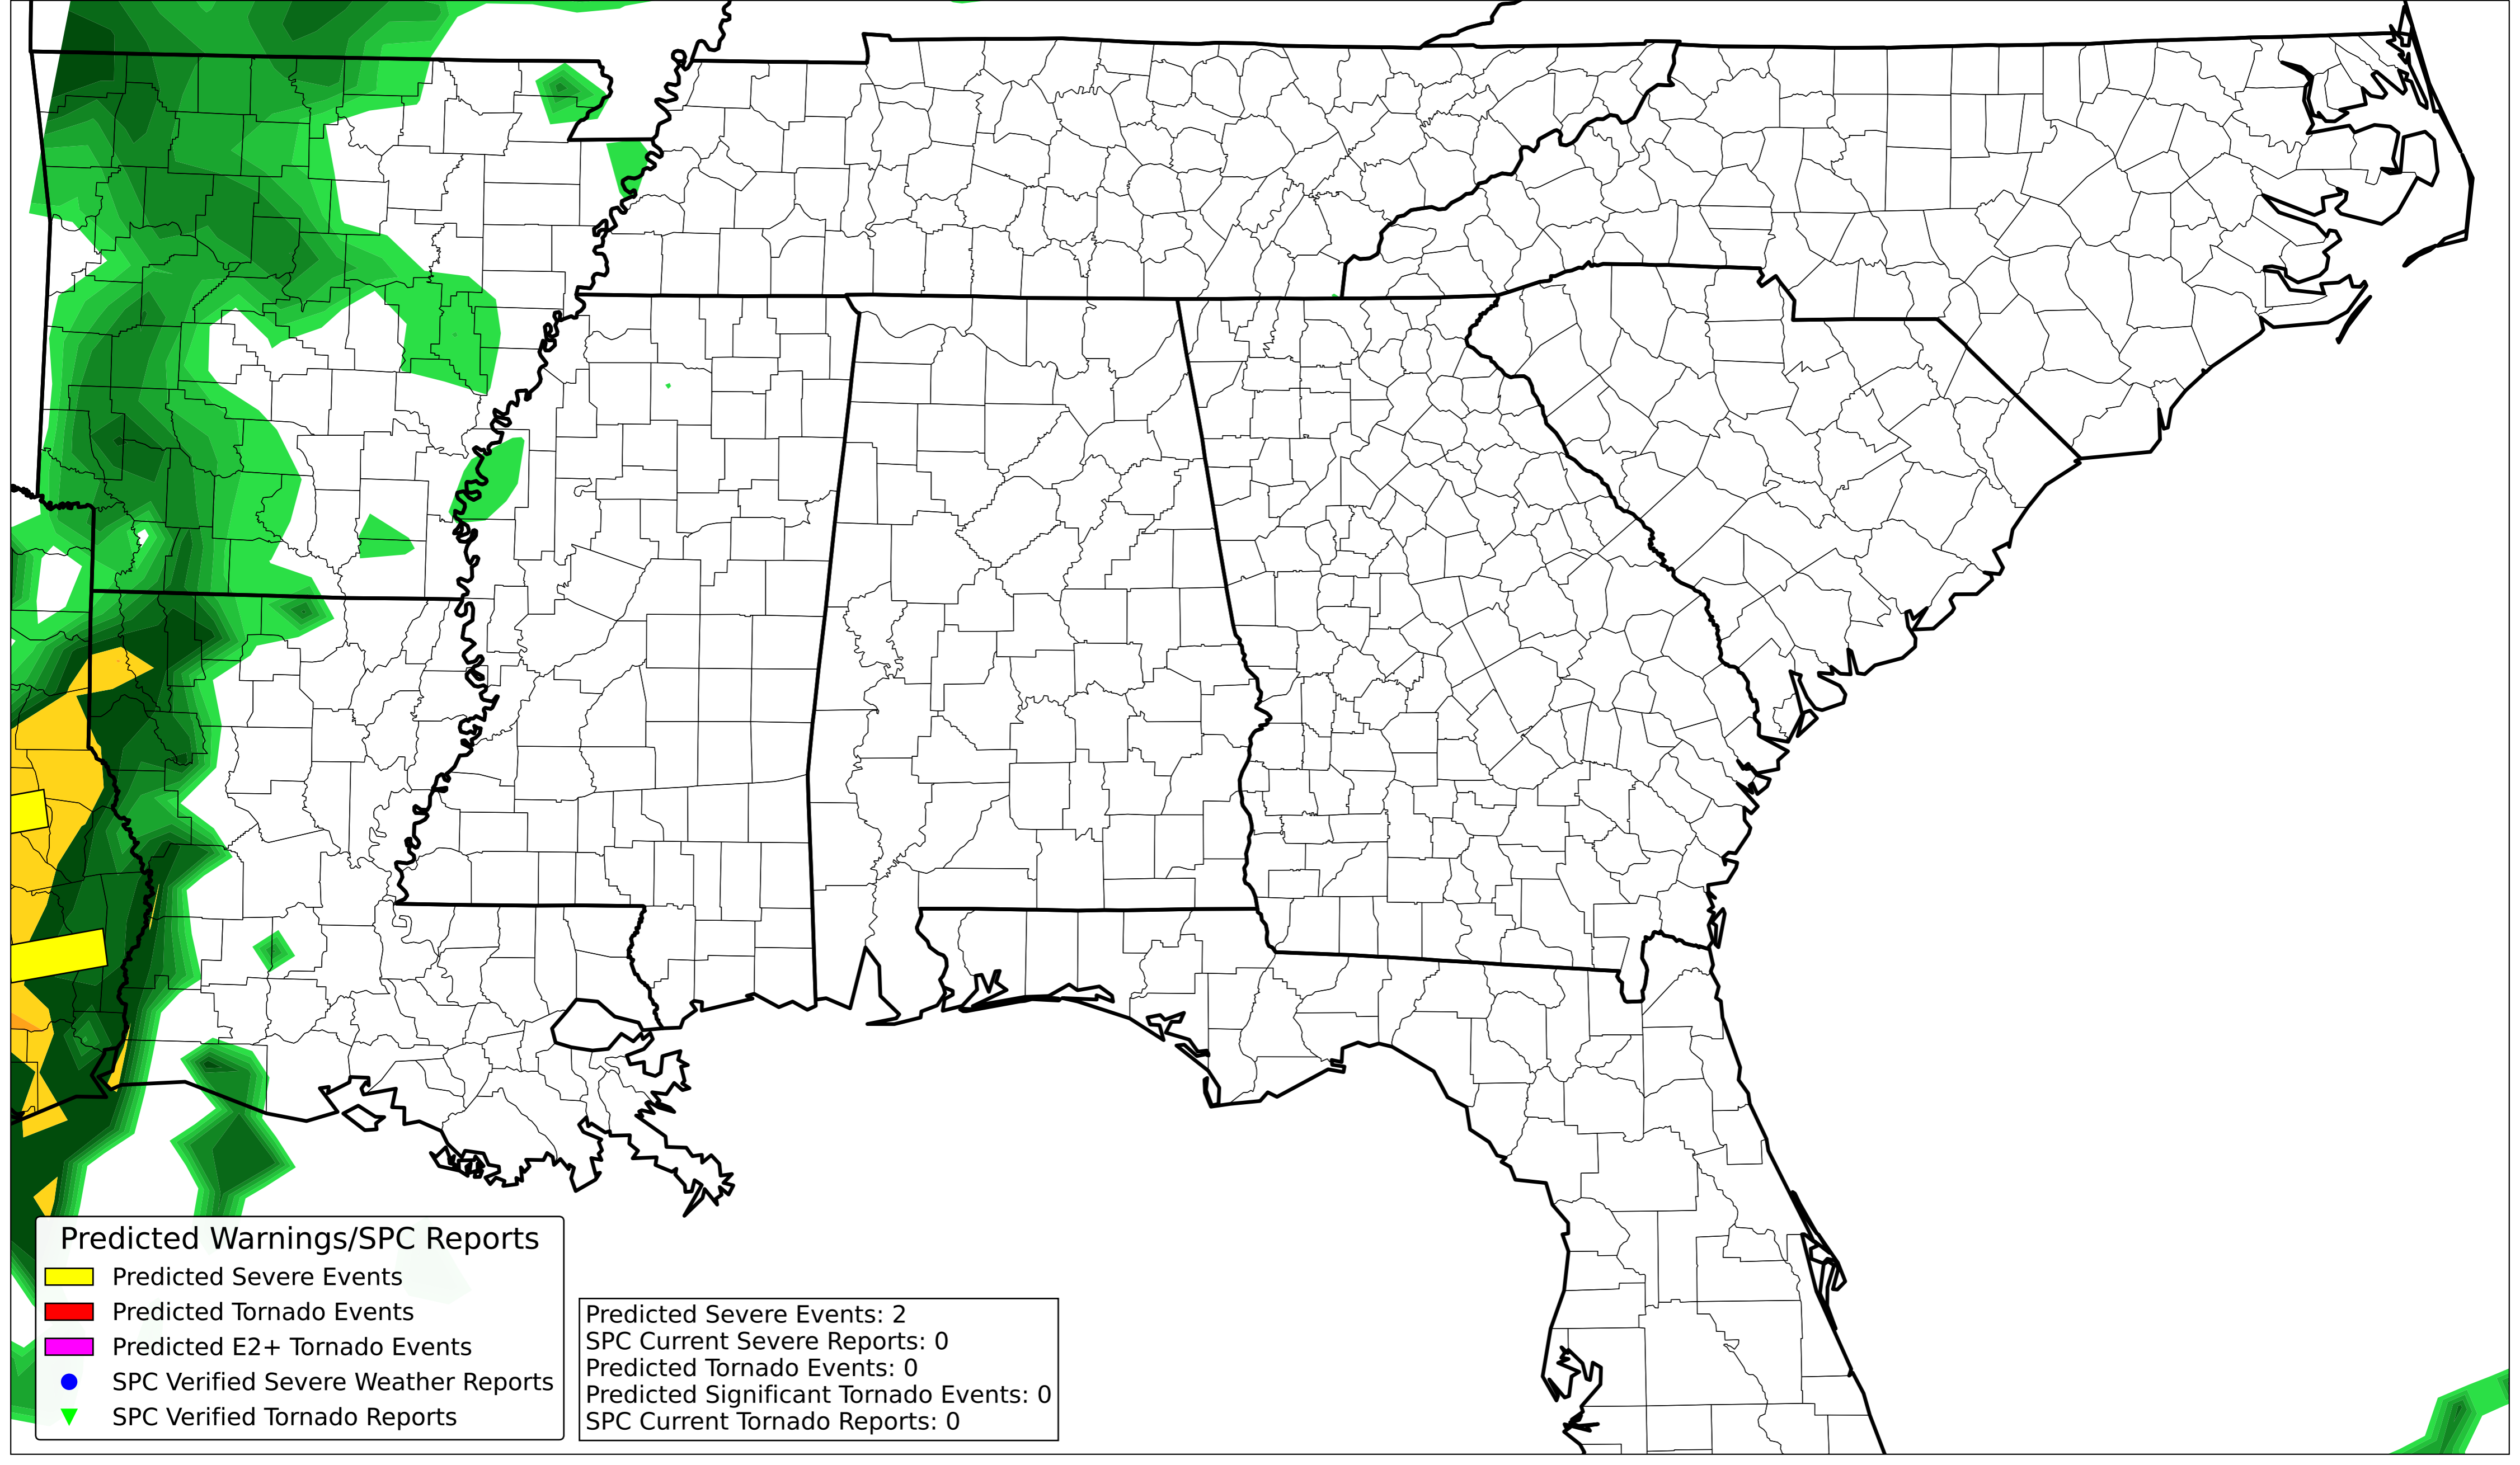 Predicted Warnings/SPC Reports
Predicted Severe Events
Predicted Tornado Events
Predicted E2+ Tornado Events
SPC Verified Severe Weather Reports
SPC Verified Tornado Reports
Predicted Severe Events: 2
SPC Current Severe Reports: 0
Predicted Tornado Events: 0
Predicted Significant Tornado Events: 0
SPC Current Tornado Reports: 0